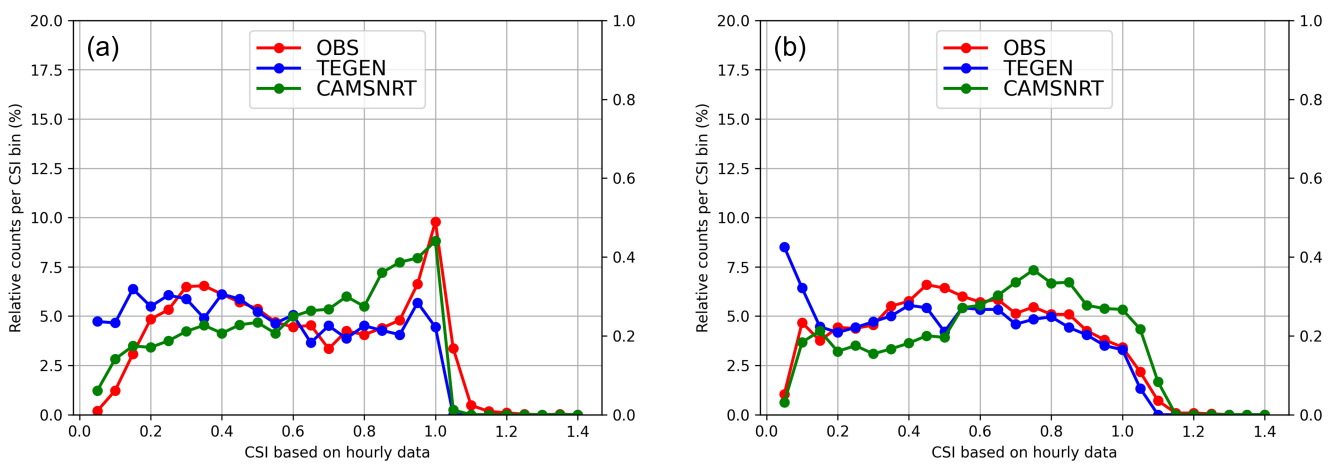 (a)
OBS
TEGEN
CAMSNRT
Relative counts per CSI bin (%)
20.0
17.5
15.0
12.5
10.0
7.5
5.0
2.5
0.0
1.0
0.8
0.6
0.4
0.2
0.0
0.0 0.2 0.4 0.6 0.8 1.0 1.2 1.4
CSI based on hourly data
(b)
OBS
TEGEN
CAMSNRT
Relative counts per CSI bin (%)
20.0
17.5
15.0
12.5
10.0
7.5
5.0
2.5
0.0
1.0
0.8
0.6
0.4
0.2
0.0
0.0 0.2 0.4 0.6 0.8 1.0 1.2 1.4
CSI based on hourly data